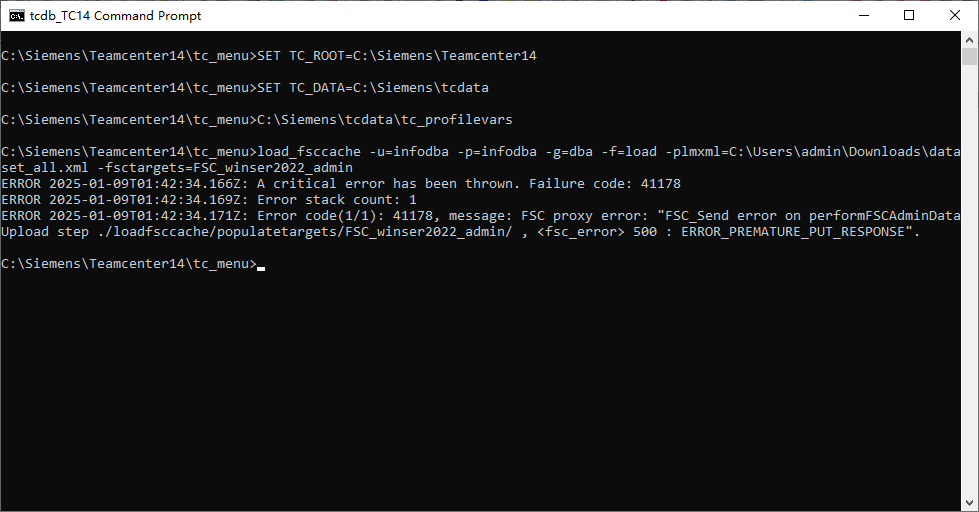 tcdb_TC14 Command Prompt
C:\Siemens\Teamcenter14\tc_menu>SET TC_ROOT=C:\Siemens\Teamcenter14
C:\Siemens\Teamcenter14\tc_menu>SET TC_DATA=C:\Siemens\tcdata
C:\Siemens\Teamcenter14\tc_menu>C:\Siemens\tcdata\tc_profilevars
C:\Siemens\Teamcenter14\tc_menu>load_fsccache -u=infodba -p=infodba -g=dba -f=load -plmxml=C:\Users\admin\Downloads\data
set_all.xml -fsctargets=FSC_winser2022_admin
ERROR 2025-01-09T01:42:34.166Z: A critical error has been thrown. Failure code: 41178
ERROR 2025-01-09T01:42:34.169Z: Error stack count: 1
ERROR 2025-01-09T01:42:34.171Z: Error code(1/1): 41178, message: FSC proxy error: "FSC_Send error on performFSCAdminData
Upload step ./loadfsccache/populatetargets/FSC_winser2022_admin/ , <fsc_error> 500 : ERROR_PREMATURE_PUT_RESPONSE".
C:\Siemens\Teamcenter14\tc_menu>